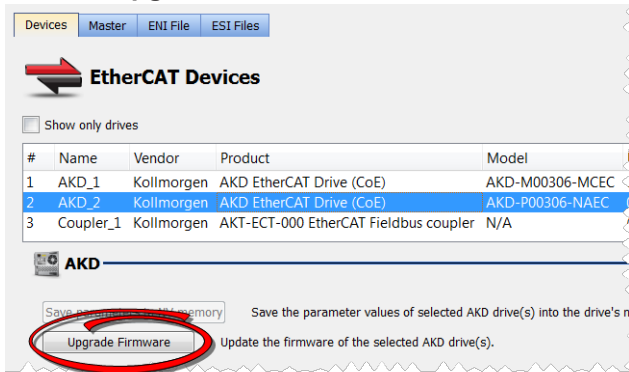 Devices Master ENI File ESI Files
EtherCAT Devices
Show only drives
# Name Vendor Product Model
1 AKD_1 Kollmorgen AKD EtherCAT Drive (CoE) AKD-M00306-MCEC
2 AKD_2 Kollmorgen AKD EtherCAT Drive (CoE) AKD-P00306-NAEC
3 Coupler_1 Kollmorgen AKT-ECT-000 EtherCAT Fieldbus coupler N/A
AKD
Save memory Save the parameter values of selected AKD drive(s) into the drive's
Upgrade Firmware Update the firmware of the selected AKD drive(s).